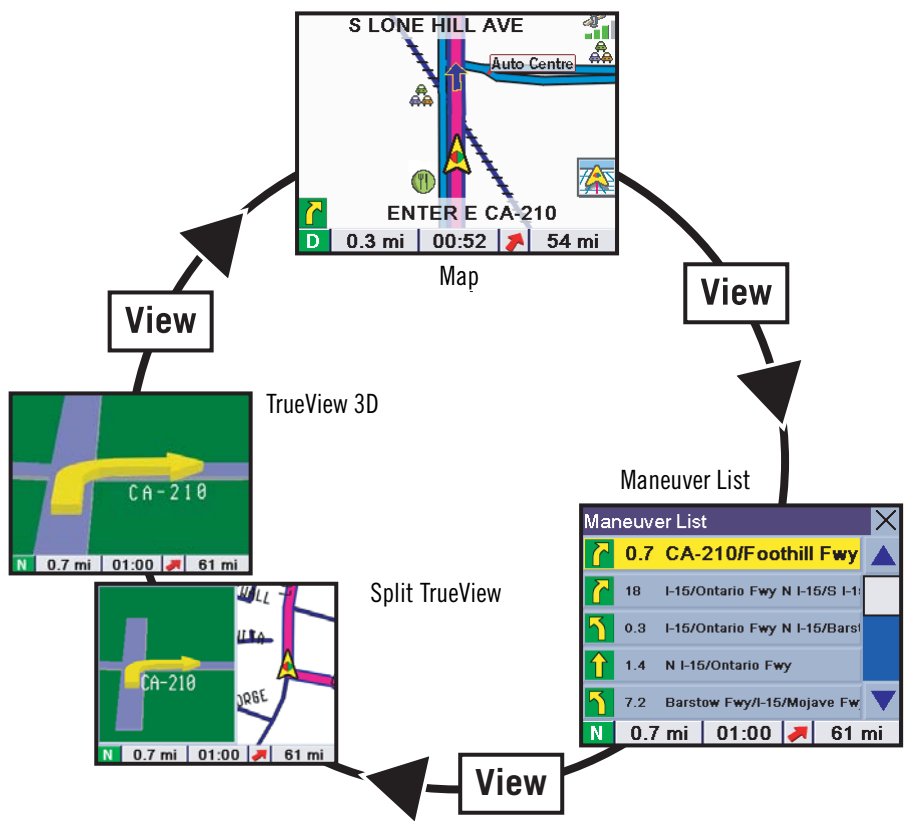 S LONE HILL AVE
Auto Centre
ENTER E CA-210
D 0.3 mi 00:52 54 mi
Map
View
View
TrueView 3D
CA-210
N 0.7 mi 01:00 61 mi
Maneuver List
Maneuver List
0.7 CA-210/Foothill Fwy
18 I-15/Ontario Fwy N I-15/S I-1
0.3 I-15/Ontario Fwy N I-15/Bars
1.4 N I-15/Ontario Fwy
7.2 Barstow Fwy/I-15/Mojave Fw
N 0.7 mi 01:00 61 mi
Split TrueView
CA-210
ORGE
N 0.7 mi 01:00 61 mi
View